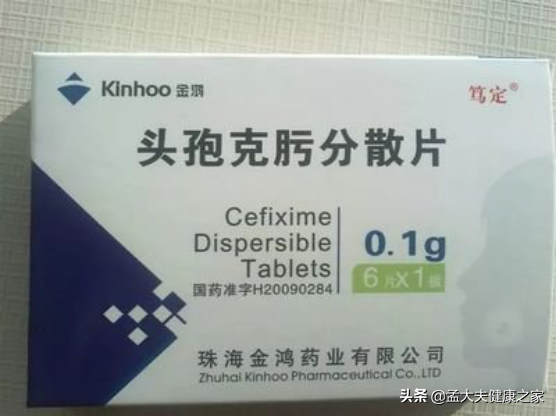 Kinhoo 金鸿
笃定®
头孢克肟分散片
Cefixime
Dispersible
Tablets
0.1g
6片X1板
国药准字H20090284
珠海金鸿药业有限公司
Zhuhai Kinhoo Pharmaceutical Co.,LTD
头条 @孟大夫健康之家